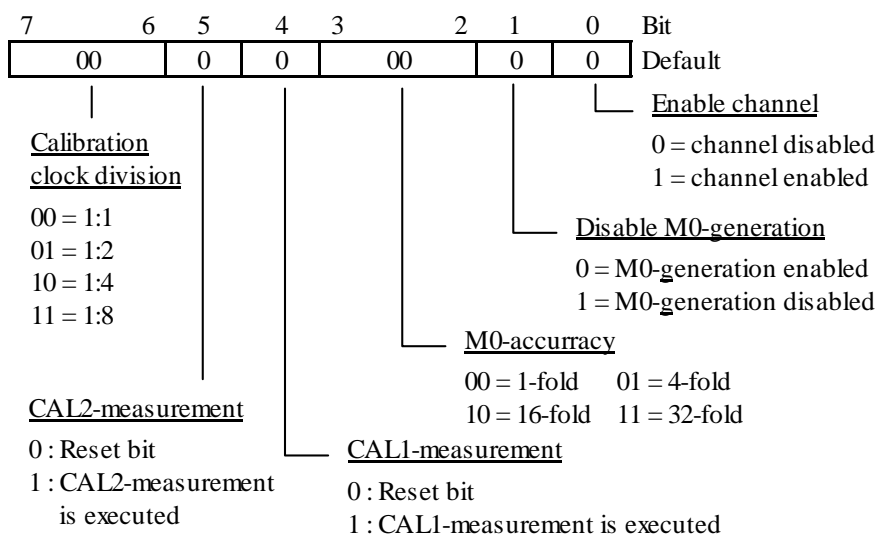 7 6 5 4 3 2 1 0 Bit
00 0 0 00 0 0 Default
Enable channel
0 = channel disabled
1 = channel enabled
Calibration
clock division
00 = 1:1
01 = 1:2
10 = 1:4
11 = 1:8
Disable M0-generation
0 = M0-generation enabled
1 = M0-generation disabled
M0-accurracy
00 = 1-fold 01 = 4-fold
10 = 16-fold 11 = 32-fold
CAL2-measurement
0 : Reset bit
1 : CAL2-measurement
is executed
CAL1-measurement
0 : Reset bit
1 : CAL1-measurement is executed